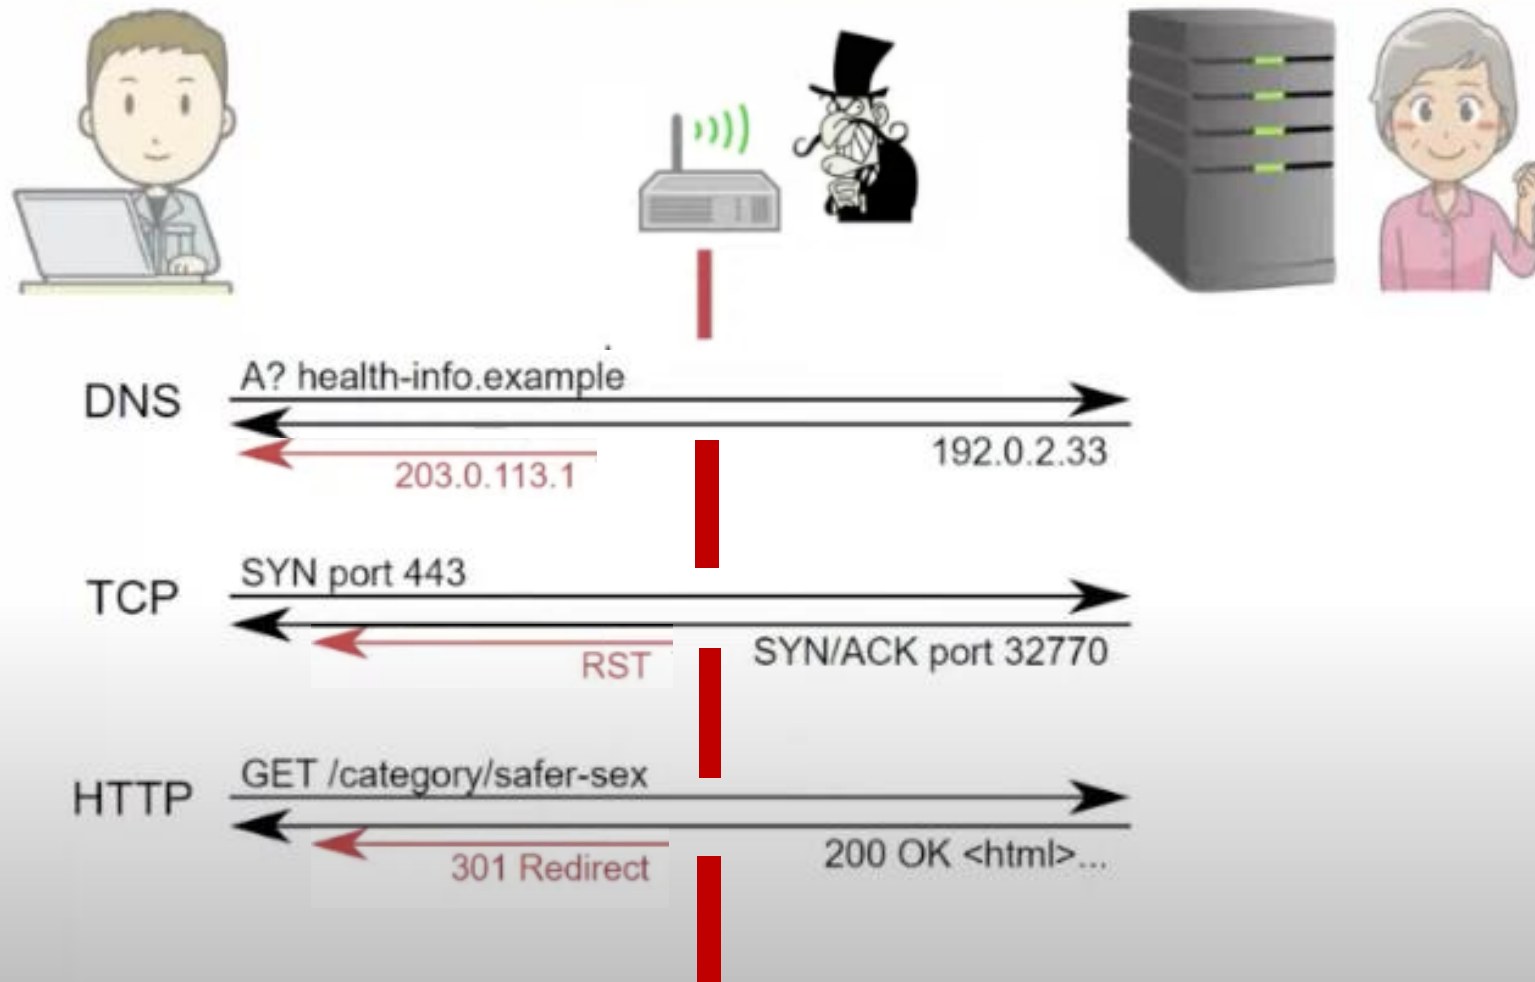 A? health-info.example
DNS
192.0.2.33
203.0.113.1
SYN port 443
TCP
SYN/ACK port 32770
RST
GET /category/safer-sex
HTTP
200 OK <html>...
301 Redirect